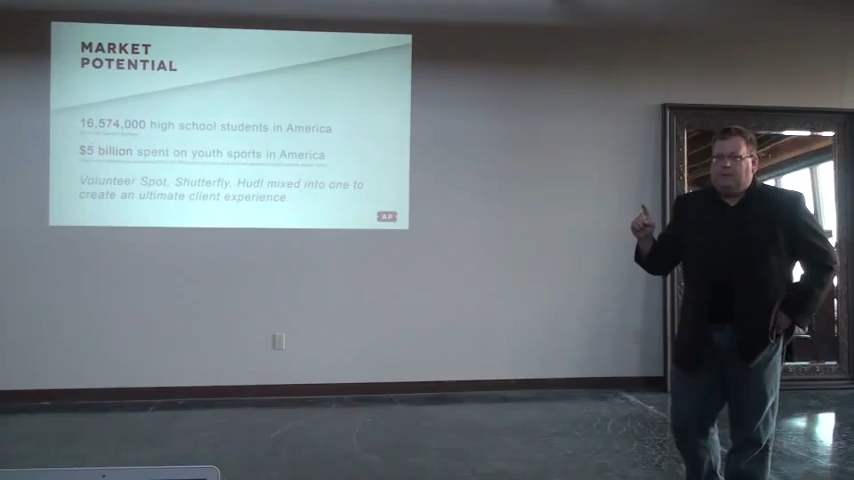 MARKET
POTENTIAL
16,574,000 high school students in America
$5 billion spent on youth sports in America
Volunteer Spot, Shutterfly, Hudl mixed into one to
create an ultimate client experience.
AP